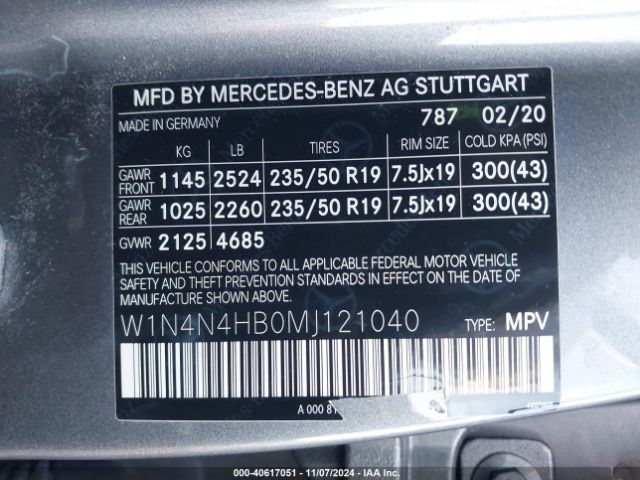 MFD BY MERCEDES-BENZ AG STUTTGART
MADE IN GERMANY 787 02/20
KG LB TIRES RIM SIZE COLD KPA (PSI)
GAWR FRONT 1145 2524 235/50 R19 7.5Jx19 300(43)
GAWR REAR 1025 2260 235/50 R19 7.5Jx19 300(43)
GVWR 2125 4685
THIS VEHICLE CONFORMS TO ALL APPLICABLE FEDERAL MOTOR VEHICLE
SAFETY AND THEFT PREVENTION STANDARDS IN EFFECT ON THE DATE OF
MANUFACTURE SHOWN ABOVE.
W1N4N4HB0MJ121040 TYPE: MPV
A 000 81
000-40617051 - 11/07/2024 - IAA Inc.